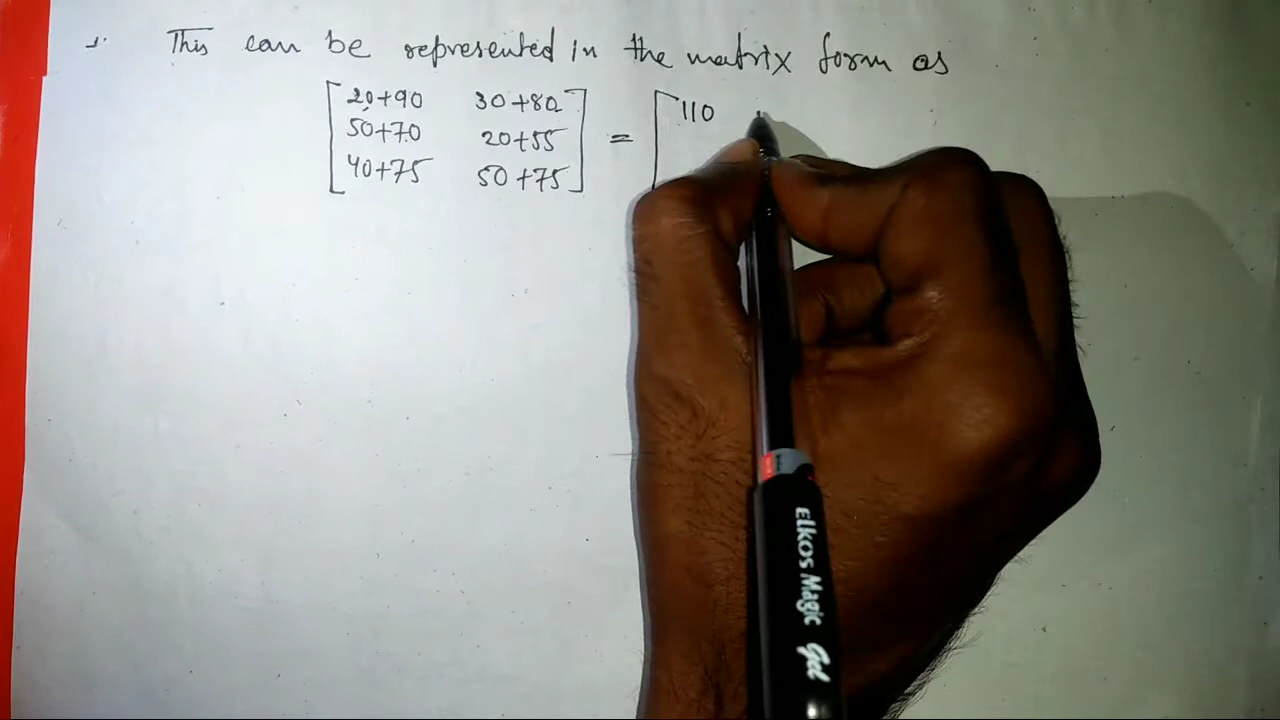 1. This can be represented in the matrix form as
20+90 30+80
50+70 20+55 = 110
40+75 50+75
Elkos Magic Gel